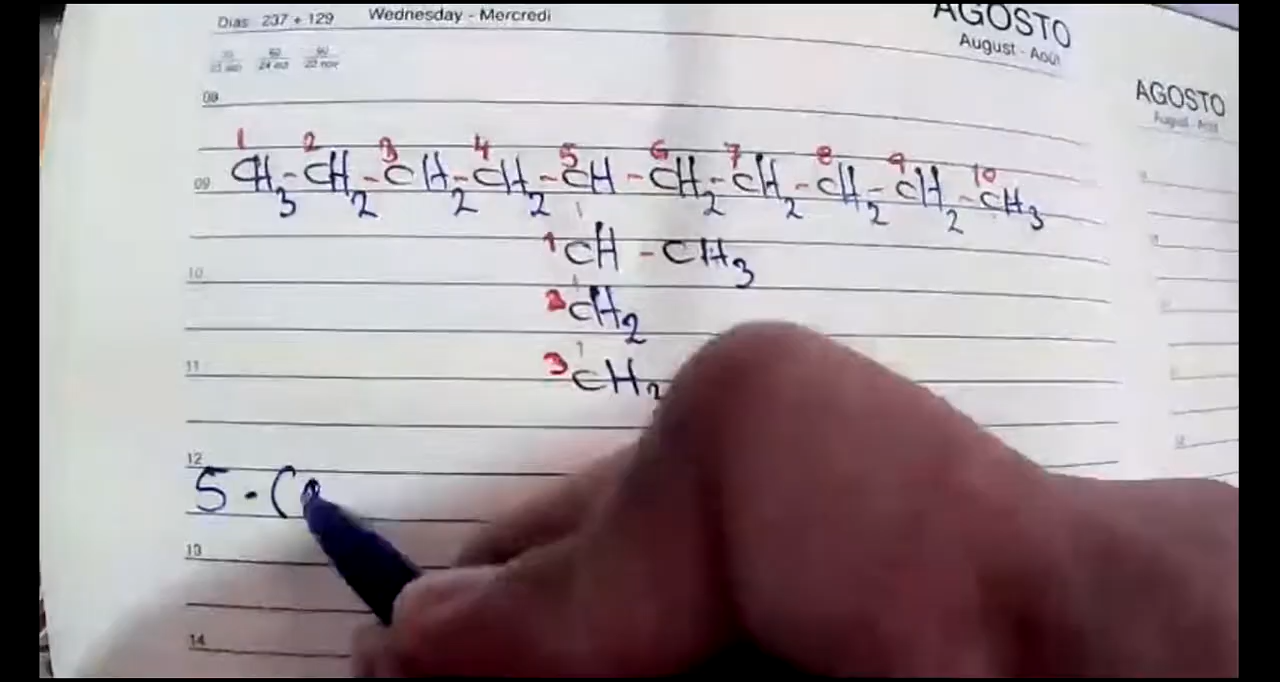 Dias 237 + 129 Wednesday - Mercredi
AGOSTO
August - Août
AGOSTO
08
1 2 3 4 5 6 7 8 9 10
09 CH3-CH2-CH2-CH2-CH-CH2-CH2-CH2-CH2-CH3
1 CH-CH3
10
2 CH2
11 3 CH2
12
5-(
13
14